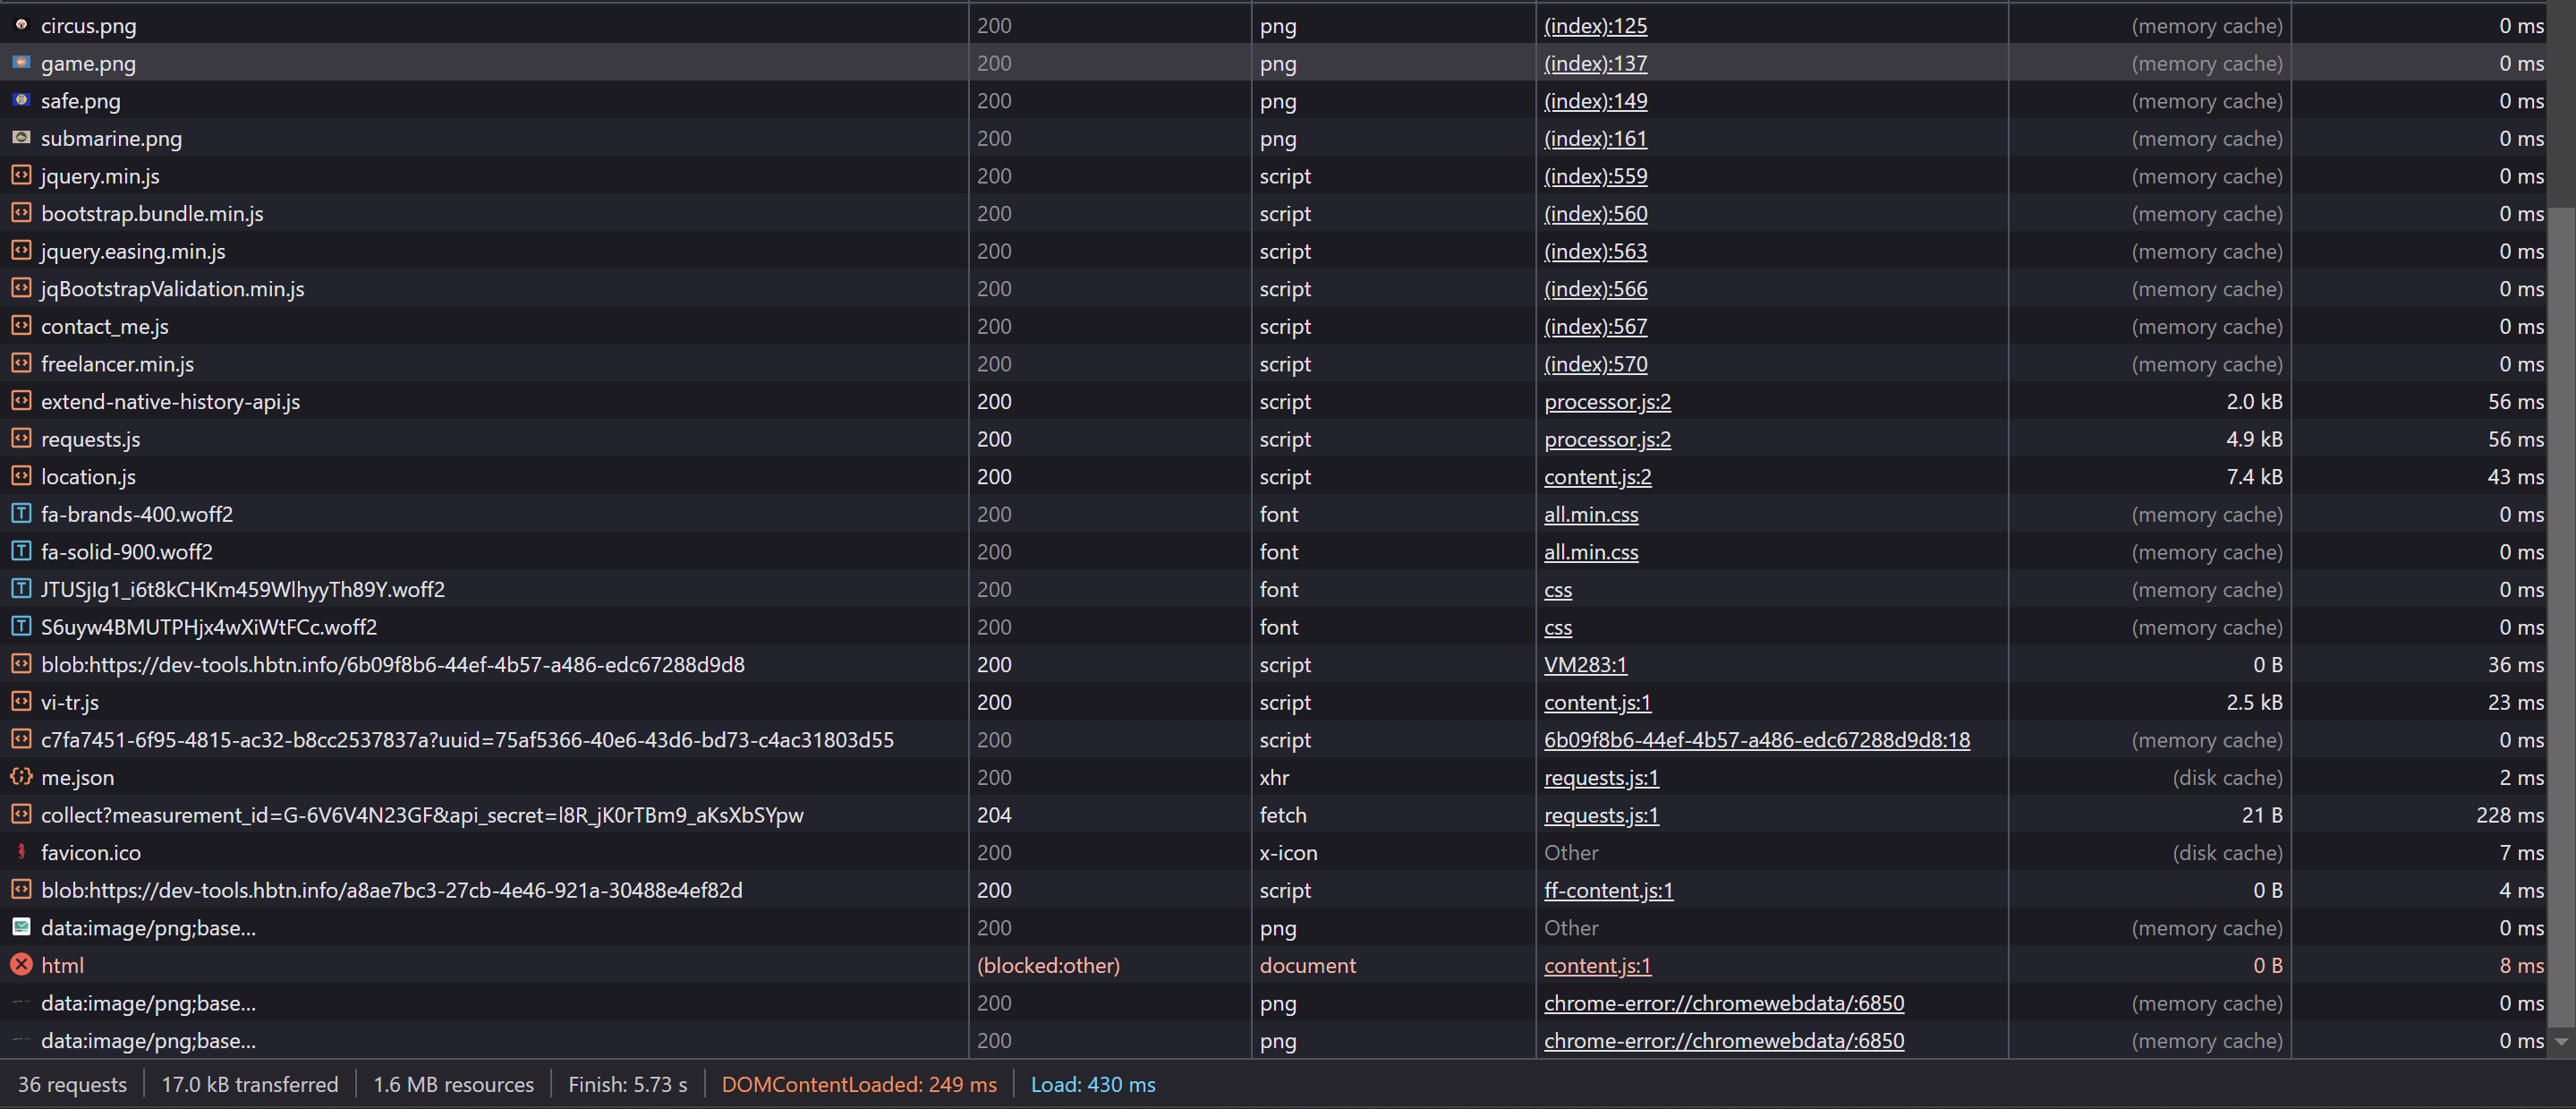 circus.png 200 png (index):125 (memory cache) 0 ms
game.png 200 png (index):137 (memory cache) 0 ms
safe.png 200 png (index):149 (memory cache) 0 ms
submarine.png 200 png (index):161 (memory cache) 0 ms
jquery.min.js 200 script (index):559 (memory cache) 0 ms
bootstrap.bundle.min.js 200 script (index):560 (memory cache) 0 ms
jquery.easing.min.js 200 script (index):563 (memory cache) 0 ms
jqBootstrapValidation.min.js 200 script (index):566 (memory cache) 0 ms
contact_me.js 200 script (index):567 (memory cache) 0 ms
freelancer.min.js 200 script (index):570 (memory cache) 0 ms
extend-native-history-api.js 200 script processor.js:2 2.0 kB 56 ms
requests.js 200 script processor.js:2 4.9 kB 56 ms
location.js 200 script content.js:2 7.4 kB 43 ms
fa-brands-400.woff2 200 font all.min.css (memory cache) 0 ms
fa-solid-900.woff2 200 font all.min.css (memory cache) 0 ms
JTUSjIg1_i6t8kCHKm459WlhyyTh89Y.woff2 200 font css (memory cache) 0 ms
S6uyw4BMUTPHjx4wXiWtFCc.woff2 200 font css (memory cache) 0 ms
blob:https://dev-tools.hbtn.info/6b09f8b6-44ef-4b57-a486-edc67288d9d8 200 script VM283:1 0 B 36 ms
vi-tr.js 200 script content.js:1 2.5 kB 23 ms
c7fa7451-6f95-4815-ac32-b8cc2537837a?uuid=75af5366-40e6-43d6-bd73-c4ac31803d55 200 script 6b09f8b6-44ef-4b57-a486-edc67288d9d8:18 (memory cache) 0 ms
me.json 200 xhr requests.js:1 (disk cache) 2 ms
collect?measurement_id=G-6V6V4N23GF&api_secret=l8R_jK0rTBm9_aKsXbSYpw 204 fetch requests.js:1 21 B 228 ms
favicon.ico 200 x-icon Other (disk cache) 7 ms
blob:https://dev-tools.hbtn.info/a8ae7bc3-27cb-4e46-921a-30488e4ef82d 200 script ff-content.js:1 0 B 4 ms
data:image/png;base... 200 png Other (memory cache) 0 ms
html (blocked:other) document content.js:1 0 B 8 ms
data:image/png;base... 200 png chrome-error://chromewebdata/:6850 (memory cache) 0 ms
data:image/png;base... 200 png chrome-error://chromewebdata/:6850 (memory cache) 0 ms
36 requests 17.0 kB transferred 1.6 MB resources Finish: 5.73 s DOMContentLoaded: 249 ms Load: 430 ms